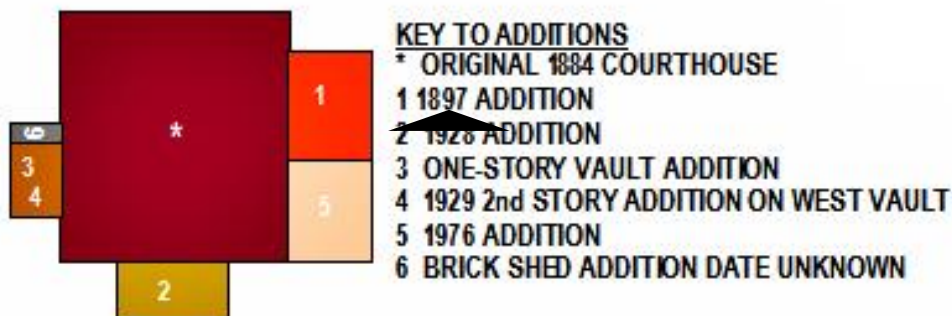 KEY TO ADDITIONS
* ORIGINAL 1884 COURTHOUSE
1 1897 ADDITION
2 1928 ADDITION
3 ONE-STORY VAULT ADDITION
4 1929 2nd STORY ADDITION ON WEST VAULT
5 1976 ADDITION
6 BRICK SHED ADDITION DATE UNKNOWN
*
1
6
3
4
5
2